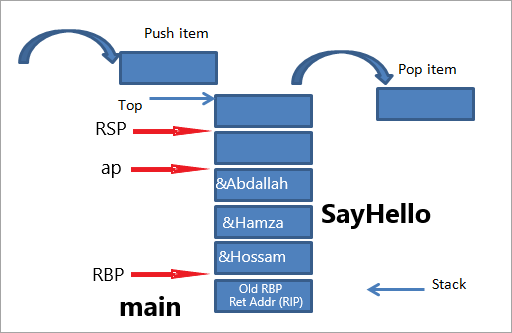 Push item
Pop item
Top
RSP
ap
&Abdallah
&Hamza
SayHello
&Hossam
RBP
Old RBP
Ret Addr (RIP)
Stack
main